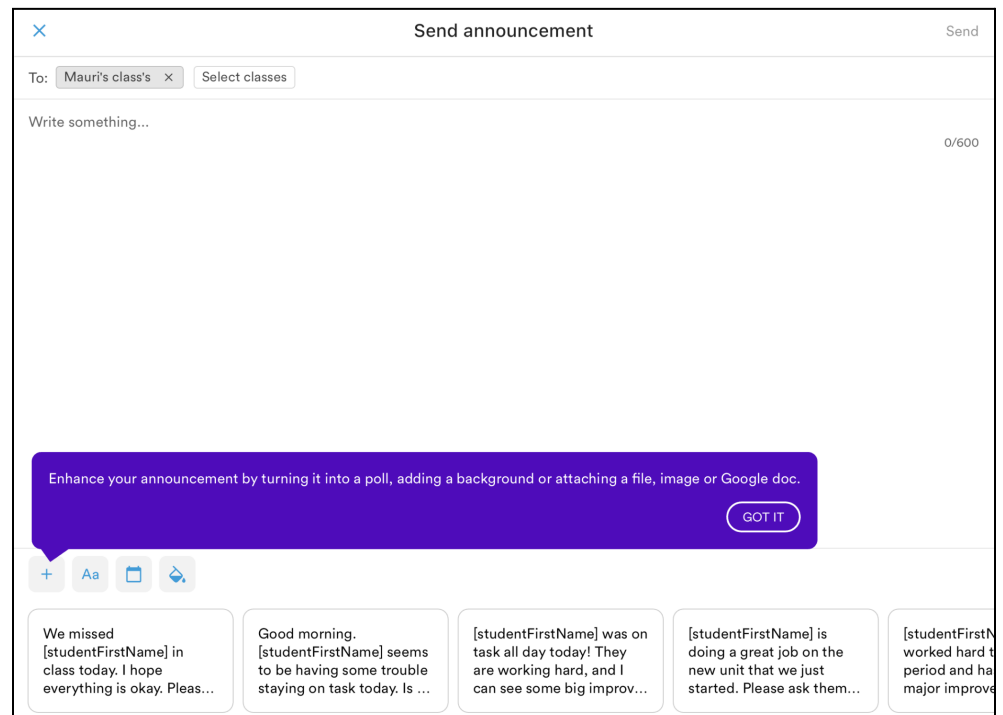 Send announcement
Send
To:
Mauri's class's
Select classes
Write something...
0/600
Enhance your announcement by turning it into a poll, adding a background or attaching a file, image or Google doc.
GOT IT
Aa
We missed
[studentFirstName] in
class today. I hope
everything is okay. Pleas...
Good morning.
[studentFirstName] seems
to be having some trouble
staying on task today. Is ...
[studentFirstName] was on
task all day today! They
are working hard, and I
can see some big improv...
[studentFirstName] is
doing a great job on the
new unit that we just
started. Please ask them...
[studentFirstN
worked hard t
period and ha
major improve